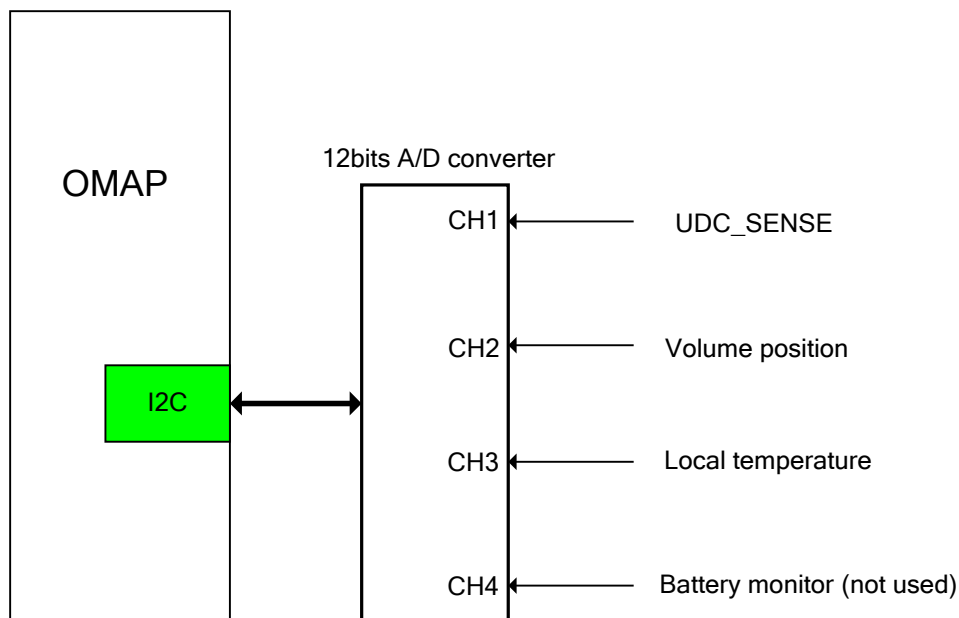 12bits A/D converter
OMAP
CH1
UDC_SENSE
CH2
Volume position
I2C
CH3
Local temperature
CH4
Battery monitor (not used)